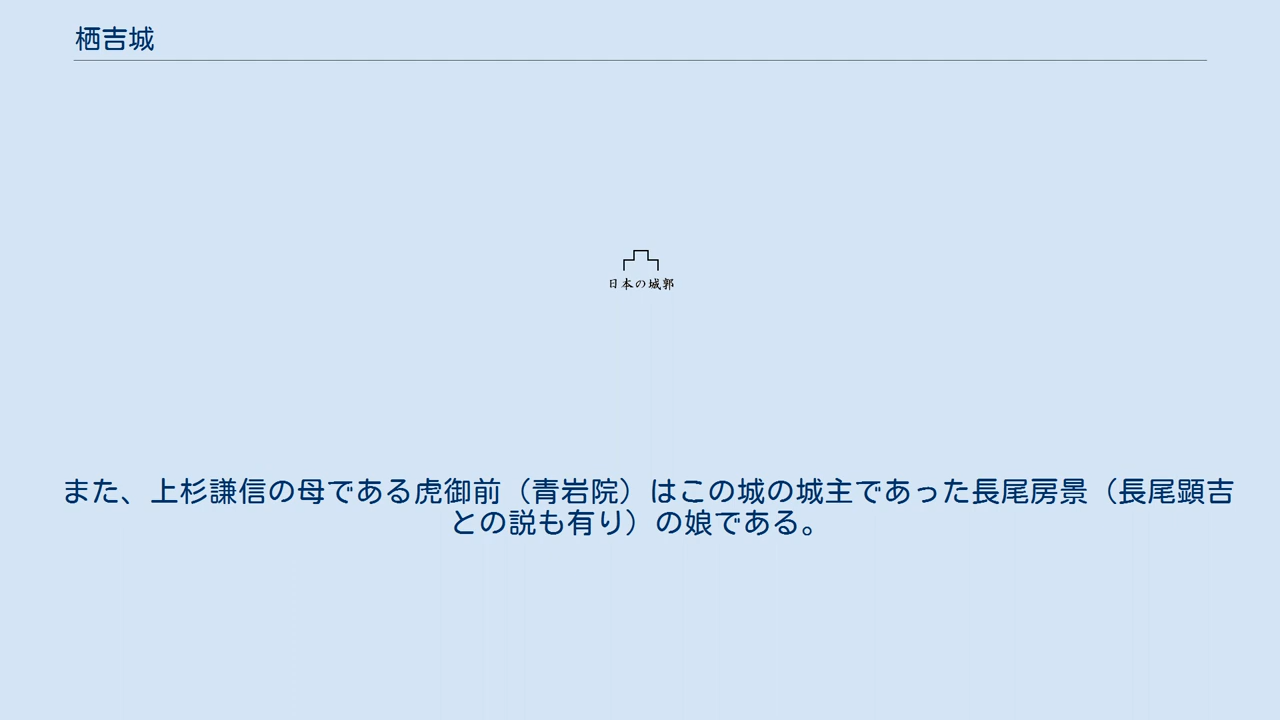 栖吉城
日本の城郭
また、上杉謙信の母である虎御前（青岩院）はこの城の城主であった長尾房景（長尾顕吉
との説も有り）の娘である。